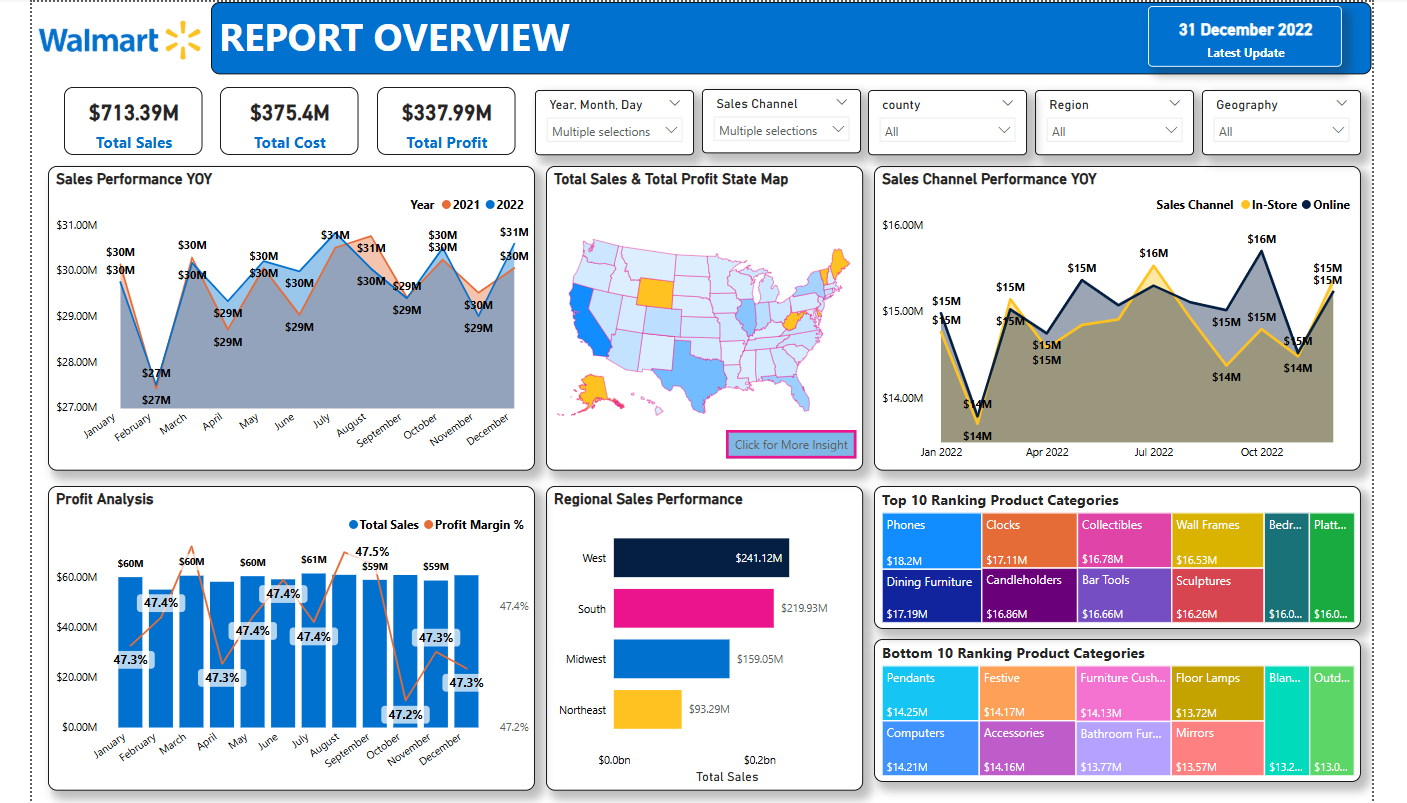 Walmart
REPORT OVERVIEW
31 December 2022
Latest Update
$713.39M
Total Sales
$375.4M
Total Cost
$337.99M
Total Profit
Year, Month, Day
Multiple selections
Sales Channel
Multiple selections
county
All
Region
All
Geography
All
Sales Performance YOY
Year 2021 2022
$31.00M
$30.00M
$29.00M
$28.00M
$27.00M
$30M
$30M
$27M
$27M
$30M
$30M
$29M
$29M
$30M
$30M
$30M
$29M
$31M
$31M
$30M
$29M
$29M
$30M
$30M
$30M
$29M
$31M
$30M
January
February
March
April
May
June
July
August
September
October
November
December
Total Sales & Total Profit State Map
Click for More Insight
Sales Channel Performance YOY
Sales Channel In-Store Online
$16.00M
$15.00M
$14.00M
$15M
$15M
$14M
$14M
$15M
$15M
$15M
$15M
$15M
$16M
$15M
$14M
$16M
$15M
$15M
$14M
$15M
$15M
Jan 2022
Apr 2022
Jul 2022
Oct 2022
Profit Analysis
Total Sales Profit Margin %
$60.00M
$40.00M
$20.00M
$0.00M
47.4%
47.2%
$60M
$60M
$60M
$61M
$59M
$59M
47.3%
47.4%
47.3%
47.4%
47.4%
47.4%
47.5%
47.2%
47.3%
47.3%
January
February
March
April
May
June
July
August
September
October
November
December
Regional Sales Performance
West
$241.12M
South
$219.93M
Midwest
$159.05M
Northeast
$93.29M
$0.0bn
$0.2bn
Total Sales
Top 10 Ranking Product Categories
Phones
$18.2M
Clocks
$17.11M
Collectibles
$16.78M
Wall Frames
$16.53M
Bedr...
$16.0...
Platt...
$16.0...
Dining Furniture
$17.19M
Candleholders
$16.86M
Bar Tools
$16.66M
Sculptures
$16.26M
Bottom 10 Ranking Product Categories
Pendants
$14.25M
Festive
$14.17M
Furniture Cush...
$14.13M
Floor Lamps
$13.72M
Blan...
$13.2...
Outd...
$13.0...
Computers
$14.21M
Accessories
$14.16M
Bathroom Fur...
$13.77M
Mirrors
$13.57M